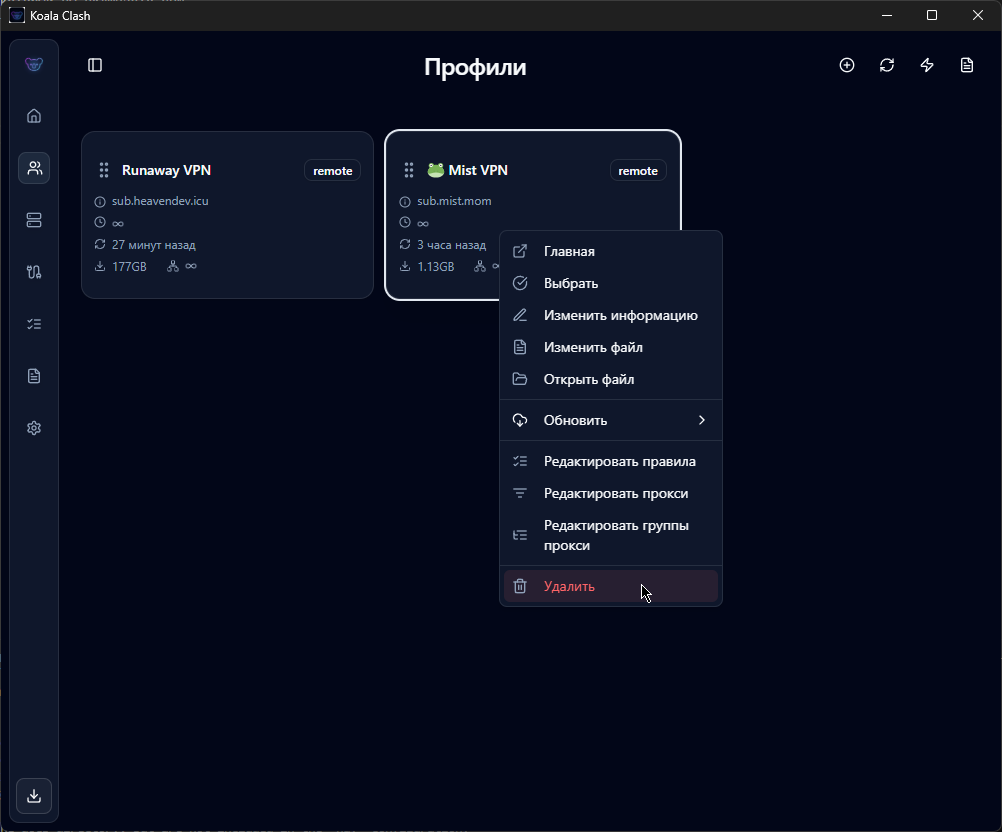 Koala Clash
Профили
Runaway VPN
remote
sub.heavendev.icu
∞
27 минут назад
177GB ∞
Mist VPN
remote
sub.mist.mom
∞
3 часа назад
1.13GB
Главная
Выбрать
Изменить информацию
Изменить файл
Открыть файл
Обновить
Редактировать правила
Редактировать прокси
Редактировать группы
прокси
Удалить